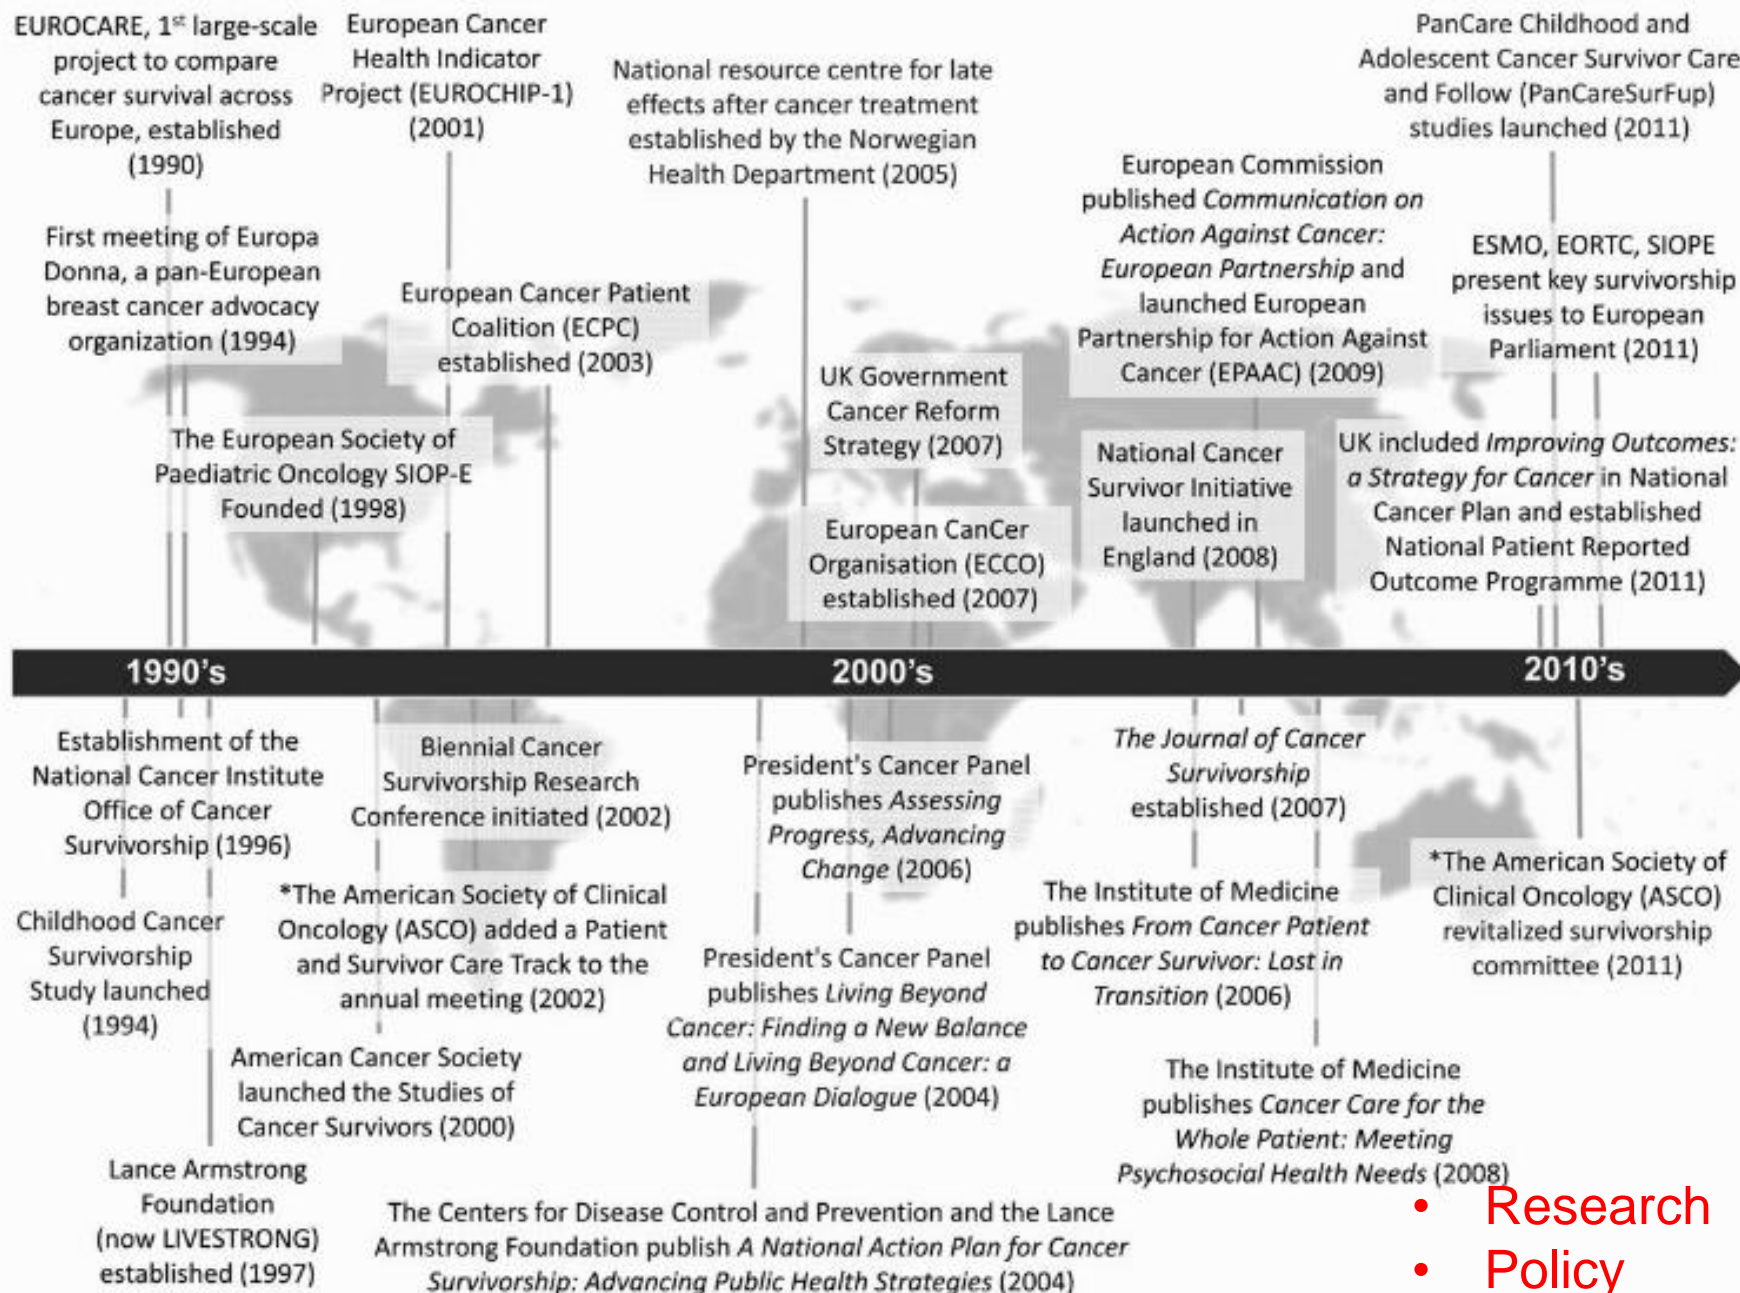 EUROCARE, 1st large-scale
project to compare
cancer survival across
Europe, established
(1990)
European Cancer
Health Indicator
Project (EUROCHIP-1)
(2001)
National resource centre for late
effects after cancer treatment
established by the Norwegian
Health Department (2005)
PanCare Childhood and
Adolescent Cancer Survivor Care
and Follow (PanCareSurFup)
studies launched (2011)
First meeting of Europa
Donna, a pan-European
breast cancer advocacy
organization (1994)
European Cancer Patient
Coalition (ECPC)
established (2003)
European Commission
published Communication on
Action Against Cancer:
European Partnership and
launched European
Partnership for Action Against
Cancer (EPAAC) (2009)
ESMO, EORTC, SIOPE
present key survivorship
issues to European
Parliament (2011)
The European Society of
Paediatric Oncology SIOP-E
Founded (1998)
UK Government
Cancer Reform
Strategy (2007)
European CanCer
Organisation (ECCO)
established (2007)
National Cancer
Survivor Initiative
launched in
England (2008)
UK included Improving Outcomes:
a Strategy for Cancer in National
Cancer Plan and established
National Patient Reported
Outcome Programme (2011)
1990's
2000's
2010's
Establishment of the
National Cancer Institute
Office of Cancer
Survivorship (1996)
Biennial Cancer
Survivorship Research
Conference initiated (2002)
President's Cancer Panel
publishes Assessing
Progress, Advancing
Change (2006)
The Journal of Cancer
Survivorship
established (2007)
Childhood Cancer
Survivorship
Study launched
(1994)
*The American Society of Clinical
Oncology (ASCO) added a Patient
and Survivor Care Track to the
annual meeting (2002)
President's Cancer Panel
publishes Living Beyond
Cancer: Finding a New Balance
and Living Beyond Cancer: a
European Dialogue (2004)
The Institute of Medicine
publishes From Cancer Patient
to Cancer Survivor: Lost in
Transition (2006)
*The American Society of
Clinical Oncology (ASCO)
revitalized survivorship
committee (2011)
American Cancer Society
launched the Studies of
Cancer Survivors (2000)
The Institute of Medicine
publishes Cancer Care for the
Whole Patient: Meeting
Psychosocial Health Needs (2008)
Lance Armstrong
Foundation
(now LIVESTRONG)
established (1997)
The Centers for Disease Control and Prevention and the Lance
Armstrong Foundation publish A National Action Plan for Cancer
Survivorship: Advancing Public Health Strategies (2004)
• Research
• Policy